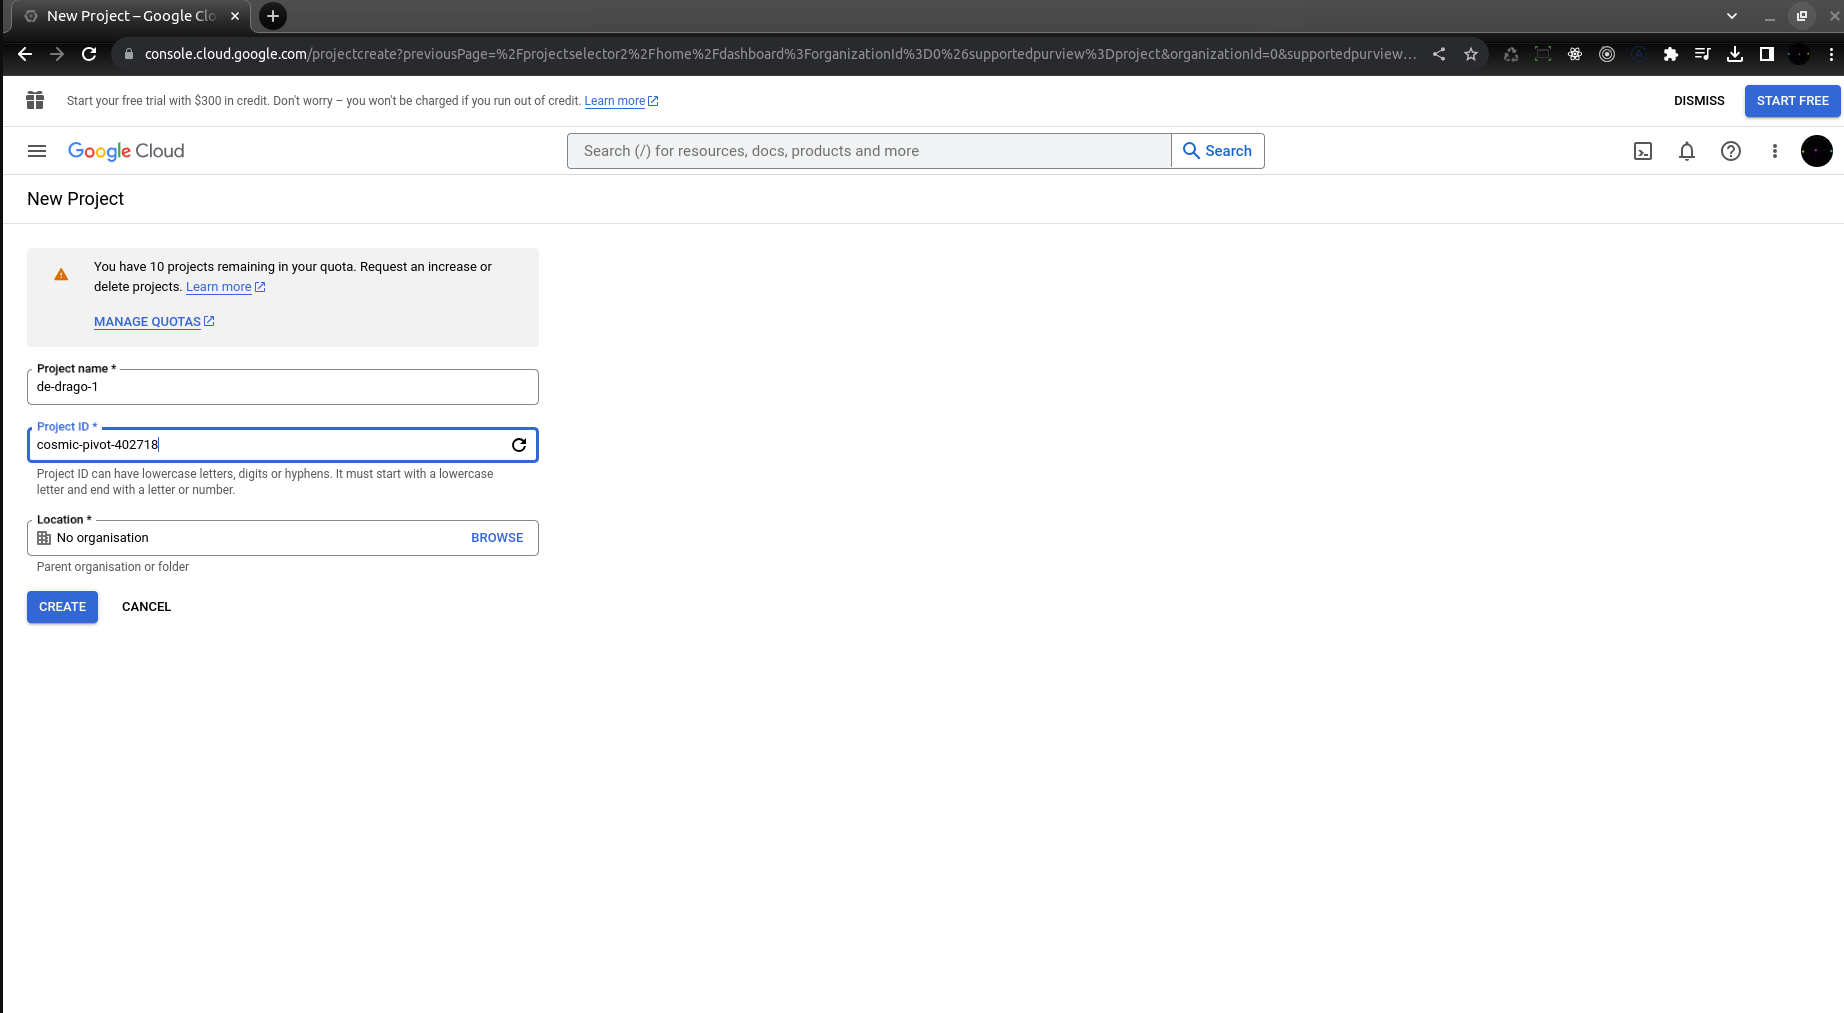 New Project – Google Clo
console.cloud.google.com/projectcreate?previousPage=%2Fprojectselector2%2Fhome%2Fdashboard%3ForganizationId%3D0%26supportedpurview%3Dproject&organizationId=0&supportedpurview...
Start your free trial with $300 in credit. Don't worry – you won't be charged if you run out of credit. Learn more
DISMISS
START FREE
Google Cloud
Search (/) for resources, docs, products and more
Search
New Project
You have 10 projects remaining in your quota. Request an increase or
delete projects. Learn more
MANAGE QUOTAS
Project name *
de-drago-1
Project ID *
cosmic-pivot-402718
Project ID can have lowercase letters, digits or hyphens. It must start with a lowercase
letter and end with a letter or number.
Location *
No organisation
BROWSE
Parent organisation or folder
CREATE
CANCEL